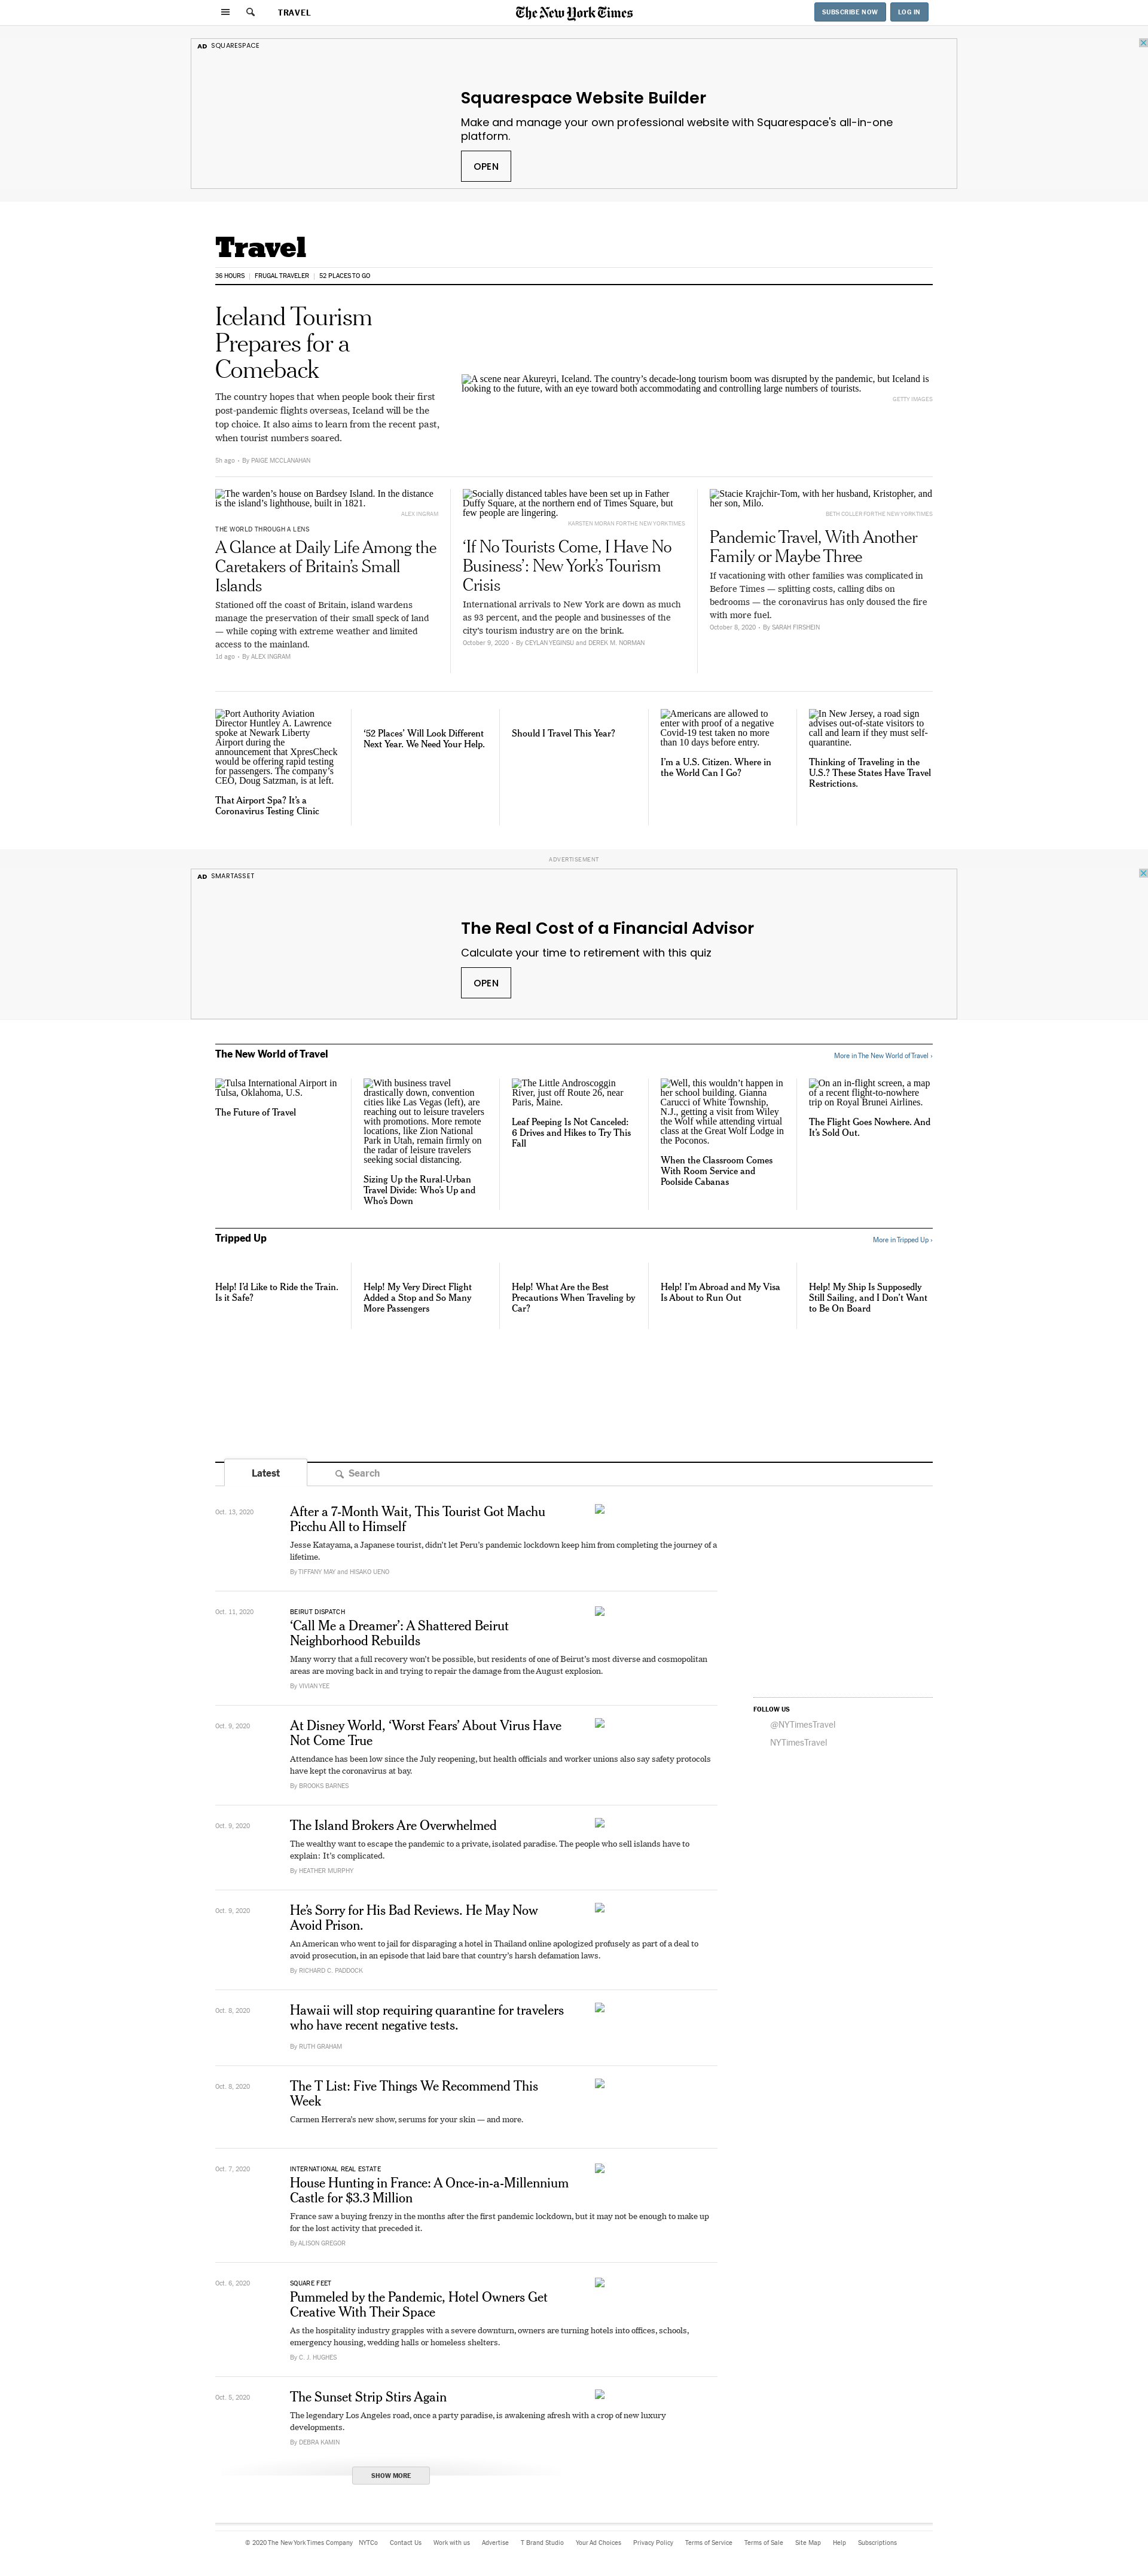 TRAVEL
The New York Times
SUBSCRIBE NOW
LOG IN
AD SQUARESPACE
Squarespace Website Builder
Make and manage your own professional website with Squarespace's all-in-one
platform.
OPEN
Travel
36 HOURS
FRUGAL TRAVELER
52 PLACES TO GO
Iceland Tourism
Prepares for a
Comeback
The country hopes that when people book their first
post-pandemic flights overseas, Iceland will be the
top choice. It also aims to learn from the recent past,
when tourist numbers soared.
5h ago · By PAIGE MCCLANAHAN
A scene near Akureyri, Iceland. The country’s decade-long tourism boom was disrupted by the pandemic, but Iceland is
looking to the future, with an eye toward both accommodating and controlling large numbers of tourists.
GETTY IMAGES
The warden’s house on Bardsey Island. In the distance
is the island’s lighthouse, built in 1821.
ALEX INGRAM
THE WORLD THROUGH A LENS
A Glance at Daily Life Among the
Caretakers of Britain’s Small
Islands
Stationed off the coast of Britain, island wardens
manage the preservation of their small speck of land
— while coping with extreme weather and limited
access to the mainland.
1d ago · By ALEX INGRAM
Socially distanced tables have been set up in Father
Duffy Square, at the northern end of Times Square, but
few people are lingering.
KARSTEN MORAN FOR THE NEW YORK TIMES
‘If No Tourists Come, I Have No
Business’: New York’s Tourism
Crisis
International arrivals to New York are down as much
as 93 percent, and the people and businesses of the
city’s tourism industry are on the brink.
October 9, 2020 · By CEYLAN YEGINSU and DEREK M. NORMAN
Stacie Krajchir-Tom, with her husband, Kristopher, and
her son, Milo.
BETH COLLER FOR THE NEW YORK TIMES
Pandemic Travel, With Another
Family or Maybe Three
If vacationing with other families was complicated in
Before Times — splitting costs, calling dibs on
bedrooms — the coronavirus has only doused the fire
with more fuel.
October 8, 2020 · By SARAH FIRSHEIN
Port Authority Aviation
Director Huntley A. Lawrence
spoke at Newark Liberty
Airport during the
announcement that XpresCheck
would be offering rapid testing
for passengers. The company’s
CEO, Doug Satzman, is at left.
That Airport Spa? It’s a
Coronavirus Testing Clinic
‘52 Places’ Will Look Different
Next Year. We Need Your Help.
Should I Travel This Year?
Americans are allowed to
enter with proof of a negative
Covid-19 test taken no more
than 10 days before entry.
I’m a U.S. Citizen. Where in
the World Can I Go?
In New Jersey, a road sign
advises out-of-state visitors to
call and learn if they must self-
quarantine.
Thinking of Traveling in the
U.S.? These States Have Travel
Restrictions.
ADVERTISEMENT
AD SMARTASSET
The Real Cost of a Financial Advisor
Calculate your time to retirement with this quiz
OPEN
The New World of Travel
More in The New World of Travel ›
Tulsa International Airport in
Tulsa, Oklahoma, U.S.
The Future of Travel
With business travel
drastically down, convention
cities like Las Vegas (left), are
reaching out to leisure travelers
with promotions. More remote
locations, like Zion National
Park in Utah, remain firmly on
the radar of leisure travelers
seeking social distancing.
Sizing Up the Rural-Urban
Travel Divide: Who’s Up and
Who’s Down
The Little Androscoggin
River, just off Route 26, near
Paris, Maine.
Leaf Peeping Is Not Canceled:
6 Drives and Hikes to Try This
Fall
Well, this wouldn’t happen in
her school building. Gianna
Carucci of White Township,
N.J., getting a visit from Wiley
the Wolf while attending virtual
class at the Great Wolf Lodge in
the Poconos.
When the Classroom Comes
With Room Service and
Poolside Cabanas
On an in-flight screen, a map
of a recent flight-to-nowhere
trip on Royal Brunei Airlines.
The Flight Goes Nowhere. And
It’s Sold Out.
Tripped Up
More in Tripped Up ›
Help! I’d Like to Ride the Train.
Is it Safe?
Help! My Very Direct Flight
Added a Stop and So Many
More Passengers
Help! What Are the Best
Precautions When Traveling by
Car?
Help! I’m Abroad and My Visa
Is About to Run Out
Help! My Ship Is Supposedly
Still Sailing, and I Don’t Want
to Be On Board
Latest
Search
Oct. 13, 2020
After a 7-Month Wait, This Tourist Got Machu
Picchu All to Himself
Jesse Katayama, a Japanese tourist, didn’t let Peru’s pandemic lockdown keep him from completing the journey of a
lifetime.
By TIFFANY MAY and HISAKO UENO
Oct. 11, 2020
BEIRUT DISPATCH
‘Call Me a Dreamer’: A Shattered Beirut
Neighborhood Rebuilds
Many worry that a full recovery won’t be possible, but residents of one of Beirut’s most diverse and cosmopolitan
areas are moving back in and trying to repair the damage from the August explosion.
By VIVIAN YEE
FOLLOW US
@NYTimesTravel
NYTimesTravel
Oct. 9, 2020
At Disney World, ‘Worst Fears’ About Virus Have
Not Come True
Attendance has been low since the July reopening, but health officials and worker unions also say safety protocols
have kept the coronavirus at bay.
By BROOKS BARNES
Oct. 9, 2020
The Island Brokers Are Overwhelmed
The wealthy want to escape the pandemic to a private, isolated paradise. The people who sell islands have to
explain: It’s complicated.
By HEATHER MURPHY
Oct. 9, 2020
He’s Sorry for His Bad Reviews. He May Now
Avoid Prison.
An American who went to jail for disparaging a hotel in Thailand online apologized profusely as part of a deal to
avoid prosecution, in an episode that laid bare that country’s harsh defamation laws.
By RICHARD C. PADDOCK
Oct. 8, 2020
Hawaii will stop requiring quarantine for travelers
who have recent negative tests.
By RUTH GRAHAM
Oct. 8, 2020
The T List: Five Things We Recommend This
Week
Carmen Herrera’s new show, serums for your skin — and more.
Oct. 7, 2020
INTERNATIONAL REAL ESTATE
House Hunting in France: A Once-in-a-Millennium
Castle for $3.3 Million
France saw a buying frenzy in the months after the first pandemic lockdown, but it may not be enough to make up
for the lost activity that preceded it.
By ALISON GREGOR
Oct. 6, 2020
SQUARE FEET
Pummeled by the Pandemic, Hotel Owners Get
Creative With Their Space
As the hospitality industry grapples with a severe downturn, owners are turning hotels into offices, schools,
emergency housing, wedding halls or homeless shelters.
By C. J. HUGHES
Oct. 5, 2020
The Sunset Strip Stirs Again
The legendary Los Angeles road, once a party paradise, is awakening afresh with a crop of new luxury
developments.
By DEBRA KAMIN
SHOW MORE
© 2020 The New York Times Company NYTCo Contact Us Work with us Advertise T Brand Studio Your Ad Choices Privacy Policy Terms of Service Terms of Sale Site Map Help Subscriptions